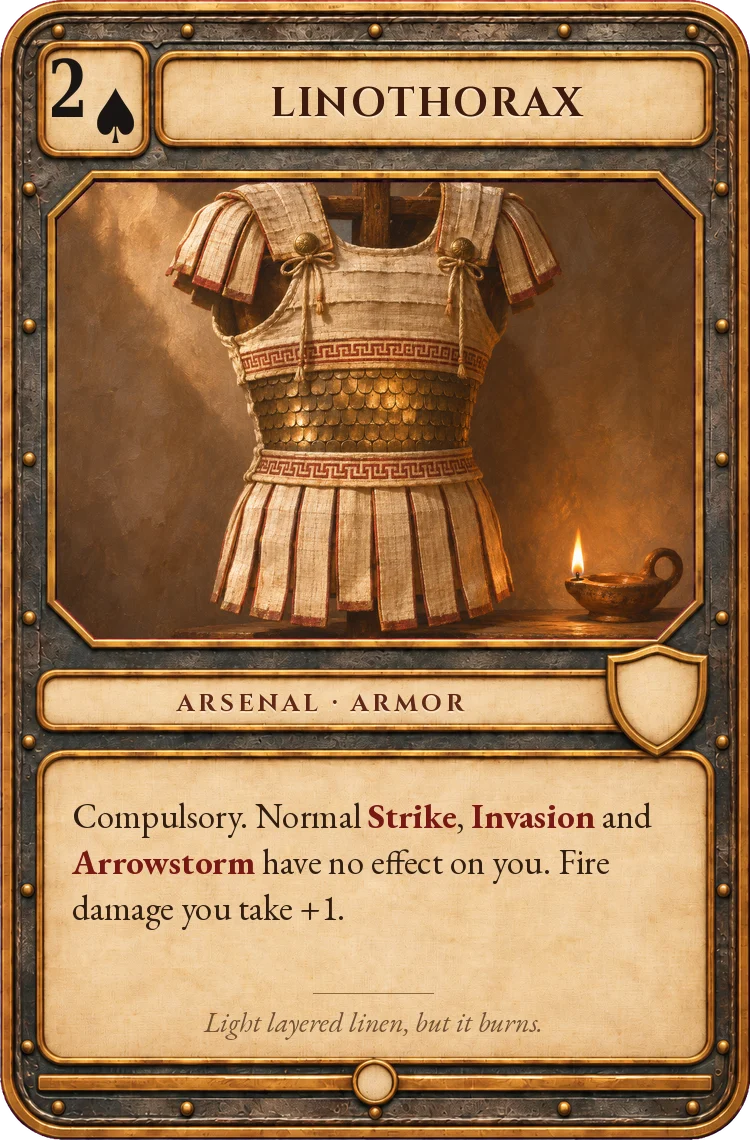 2♠
LINOTHORAX
ARSENAL · ARMOR
Compulsory. Normal Strike, Invasion and
Arrowstorm have no effect on you. Fire
damage you take +1.
Light layered linen, but it burns.